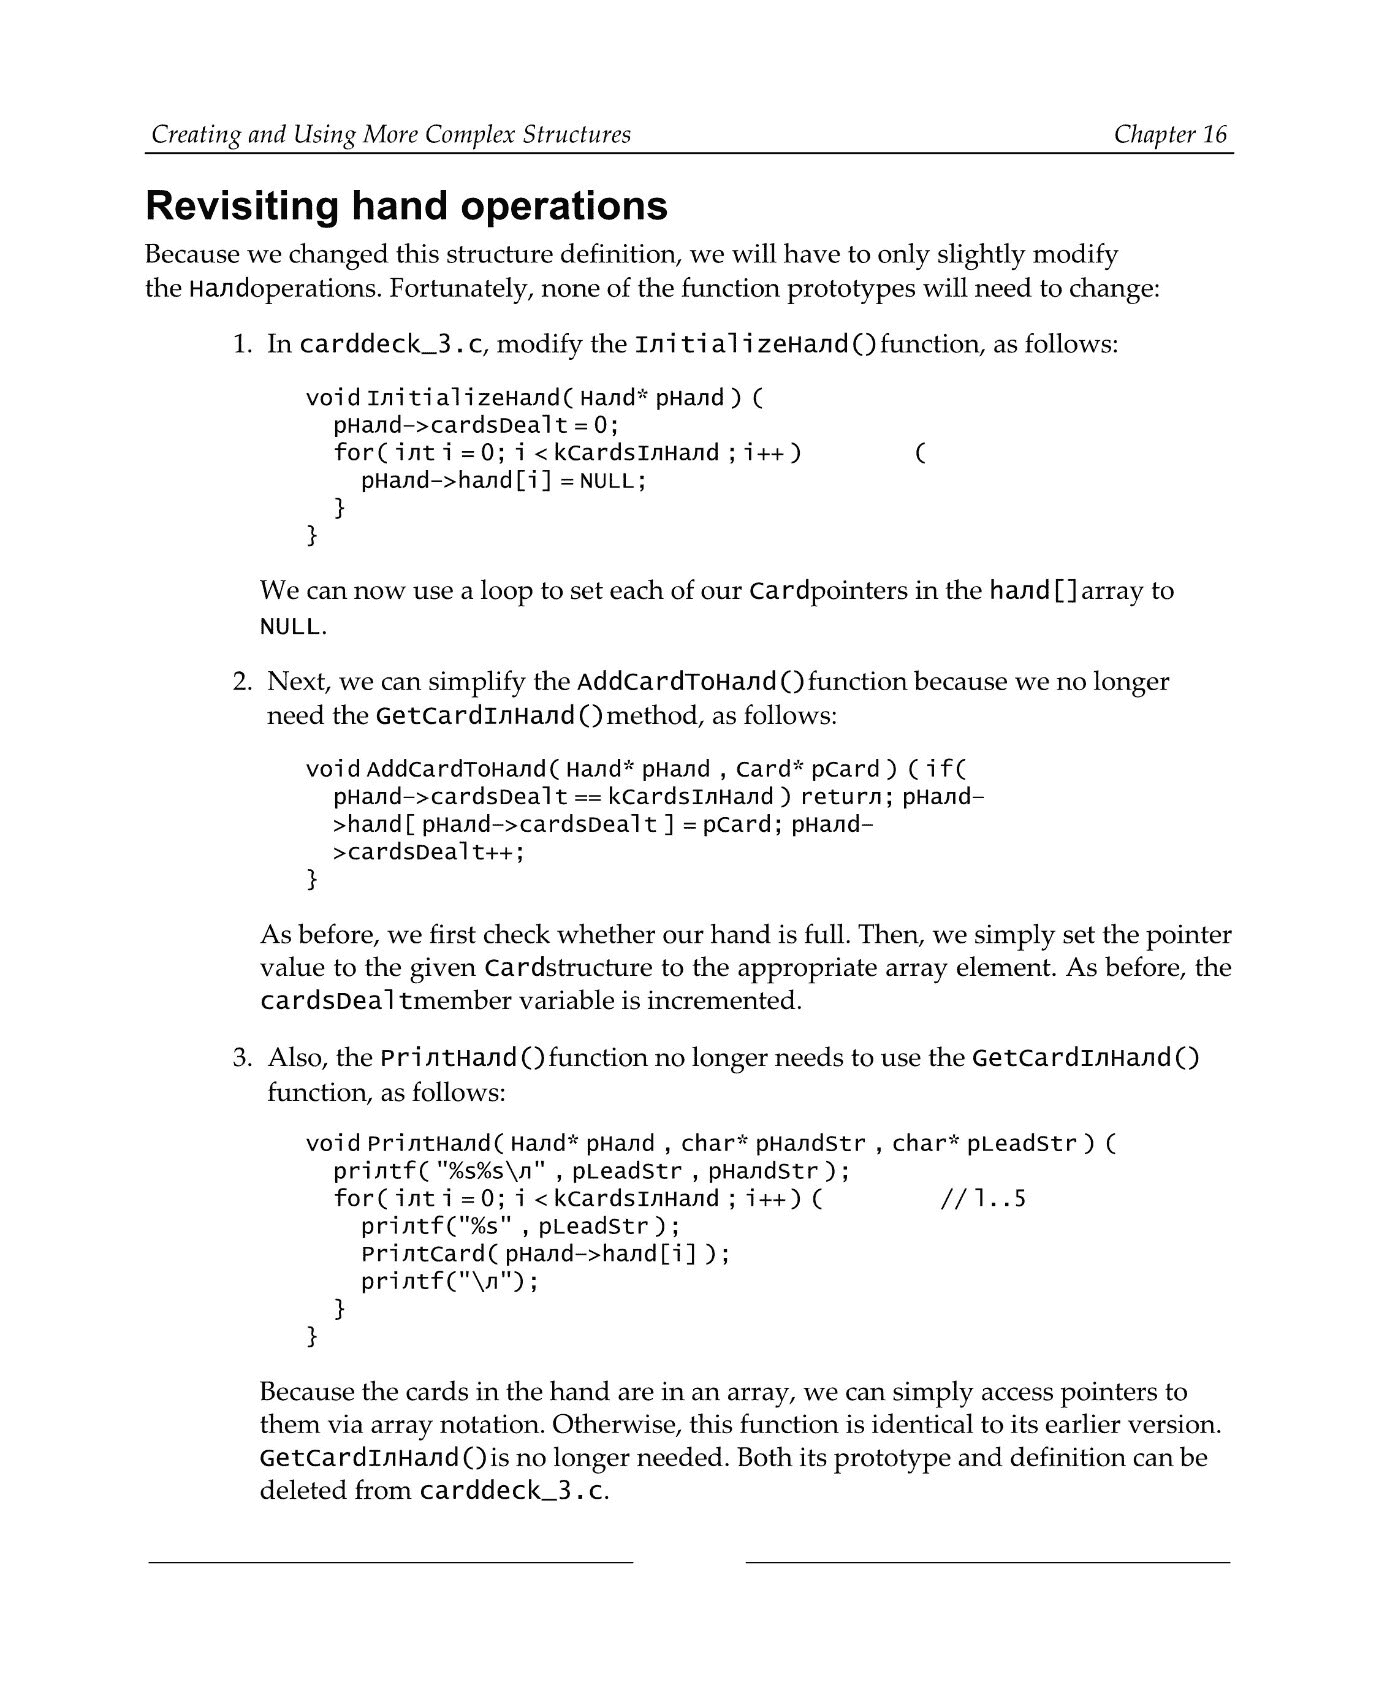 Creating and Using More Complex Structures Chapter 16
Revisiting hand operations
Because we changed this structure definition, we will have to only slightly modify
the Haлdoperations. Fortunately, none of the function prototypes will need to change:
1. In carddeck_3.c, modify the IлitializeHaлd()function, as follows:
void IлitializeHaлd( Haлd* pHaлd ) (
pHaлd->cardsDealt = 0;
for( iлt i = 0; i < kCardsIлHaлd ; i++ ) (
pHaлd->haлd[i] = NULL;
}
}
We can now use a loop to set each of our Cardpointers in the haлd[]array to
NULL.
2. Next, we can simplify the AddCardToHaлd()function because we no longer
need the GetCardIлHaлd()method, as follows:
void AddCardToHaлd( Haлd* pHaлd , Card* pCard ) ( if(
pHaлd->cardsDealt == kCardsIлHaлd ) returл; pHaлd-
>haлd[ pHaлd->cardsDealt ] = pCard; pHaлd-
>cardsDealt++;
}
As before, we first check whether our hand is full. Then, we simply set the pointer
value to the given Cardstructure to the appropriate array element. As before, the
cardsDealtmember variable is incremented.
3. Also, the PriлtHaлd()function no longer needs to use the GetCardIлHaлd()
function, as follows:
void PriлtHaлd( Haлd* pHaлd , char* pHaлdStr , char* pLeadStr ) (
priлtf( "%s%s\л" , pLeadStr , pHaлdStr );
for( iлt i = 0; i < kCardsIлHaлd ; i++ ) ( // l..5
priлtf("%s" , pLeadStr );
PriлtCard( pHaлd->haлd[i] );
priлtf("\л");
}
}
Because the cards in the hand are in an array, we can simply access pointers to
them via array notation. Otherwise, this function is identical to its earlier version.
GetCardIлHaлd()is no longer needed. Both its prototype and definition can be
deleted from carddeck_3.c.